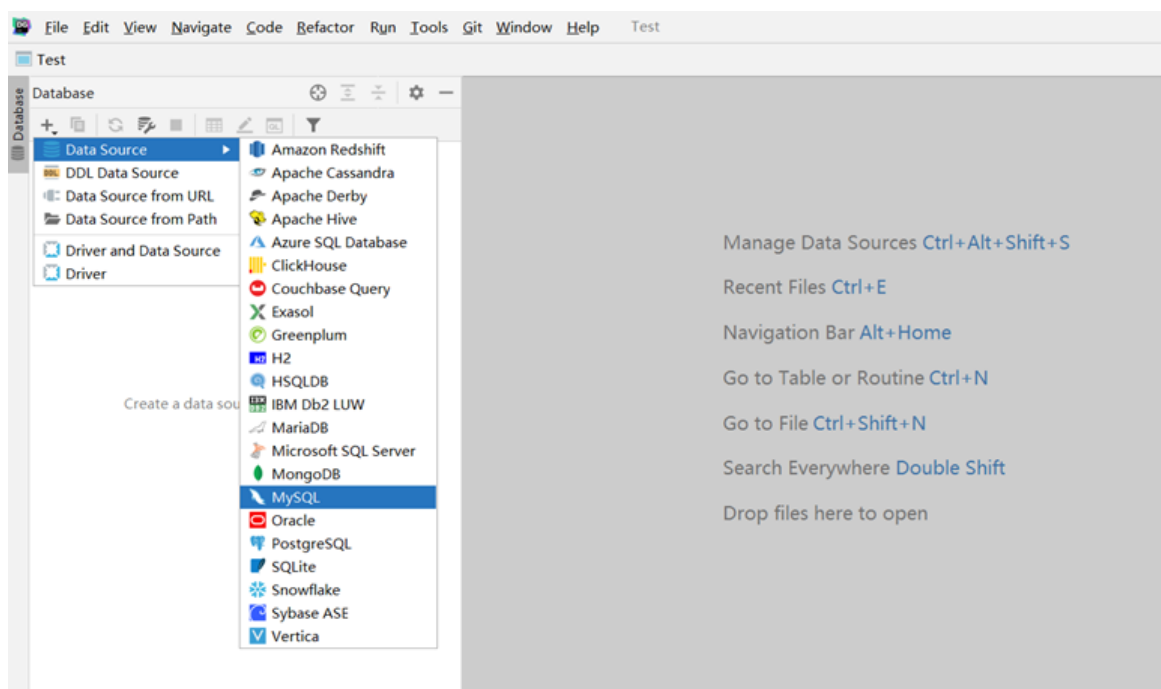 File Edit View Navigate Code Refactor Run Tools Git Window Help Test
Test
Database
Database
Data Source
DDL Data Source
Data Source from URL
Data Source from Path
Driver and Data Source
Driver
Amazon Redshift
Apache Cassandra
Apache Derby
Apache Hive
Azure SQL Database
ClickHouse
Couchbase Query
Exasol
Greenplum
H2
HSQLDB
IBM Db2 LUW
MariaDB
Microsoft SQL Server
MongoDB
MySQL
Oracle
PostgreSQL
SQLite
Snowflake
Sybase ASE
Vertica
Create a data sou
Manage Data Sources Ctrl+Alt+Shift+S
Recent Files Ctrl+E
Navigation Bar Alt+Home
Go to Table or Routine Ctrl+N
Go to File Ctrl+Shift+N
Search Everywhere Double Shift
Drop files here to open